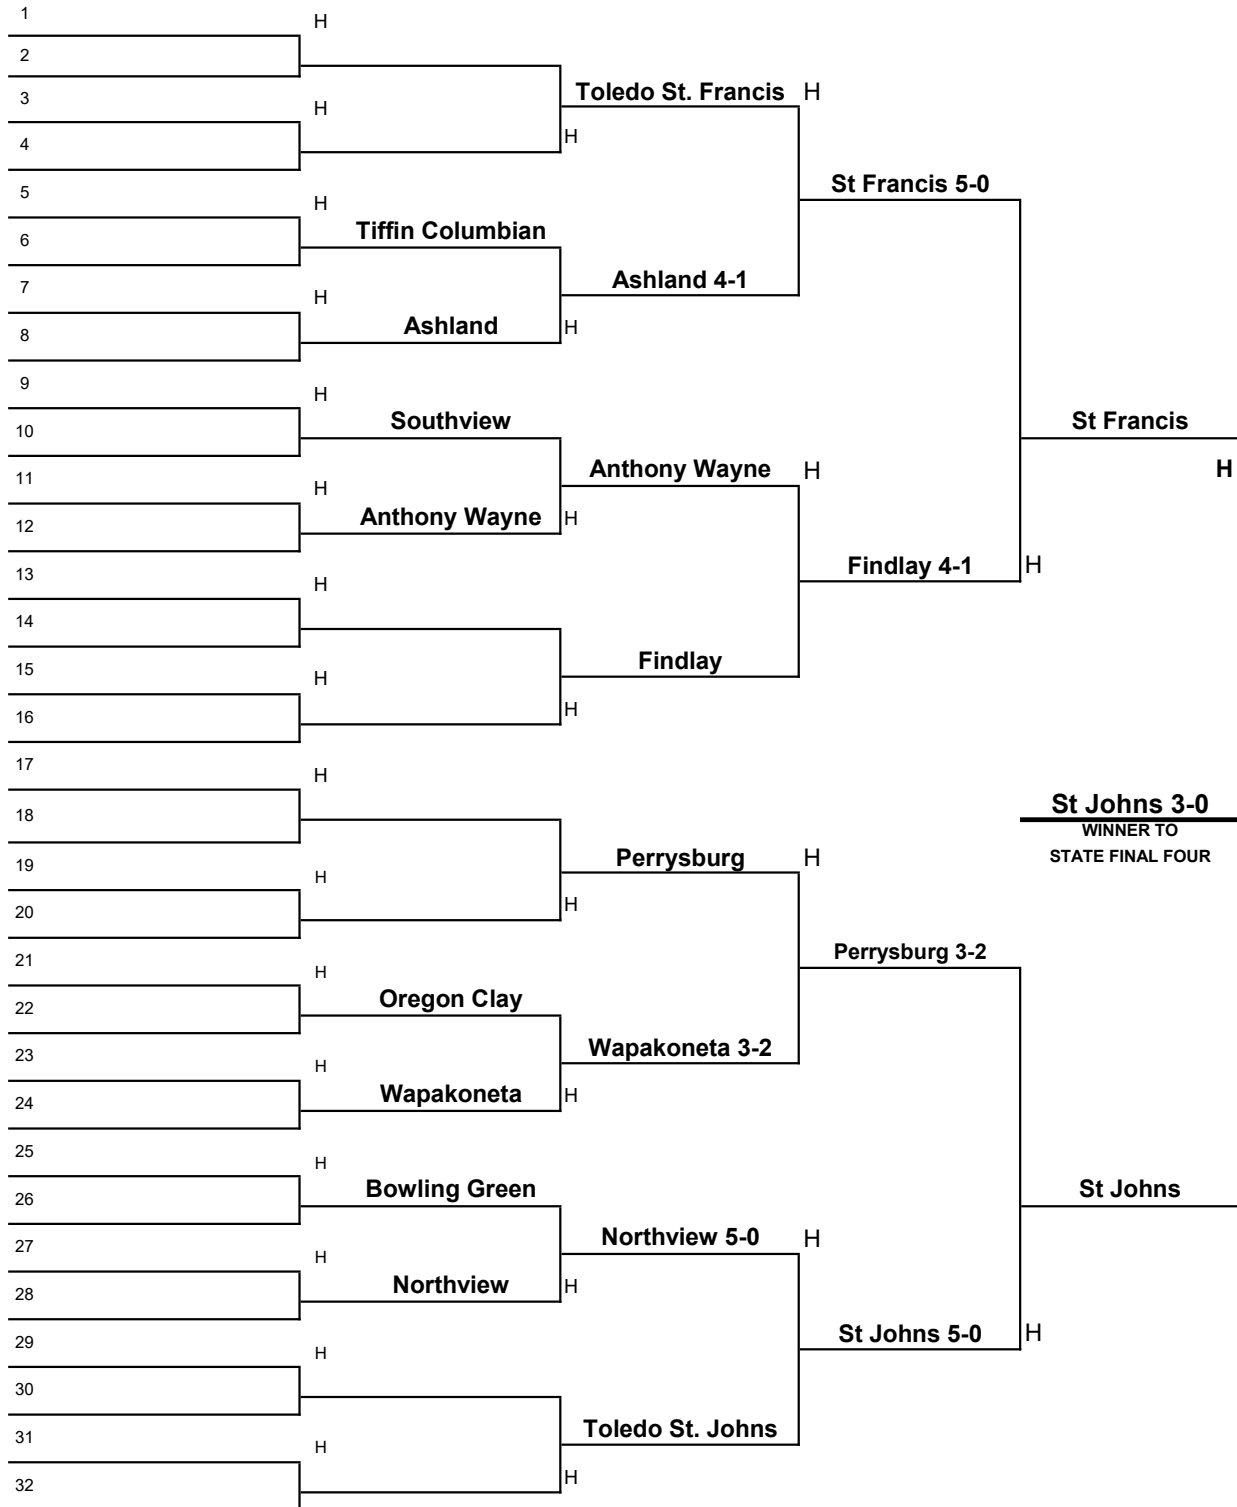 1
H
2
3
H
Toledo St. Francis H
4
H
5
H
St Francis 5-0
6
Tiffin Columbian
7
H
Ashland 4-1
8
Ashland
H
9
H
10
Southview
St Francis
11
H
Anthony Wayne H
H
12
Anthony Wayne H
13
H
Findlay 4-1 H
14
15
H
Findlay
16
H
17
H
18
St Johns 3-0
WINNER TO
STATE FINAL FOUR
19
H
Perrysburg H
20
H
21
H
Perrysburg 3-2
22
Oregon Clay
23
H
Wapakoneta 3-2
24
Wapakoneta H
25
H
26
Bowling Green
St Johns
27
H
Northview 5-0 H
28
Northview H
29
H
St Johns 5-0 H
30
31
H
Toledo St. Johns
32
H